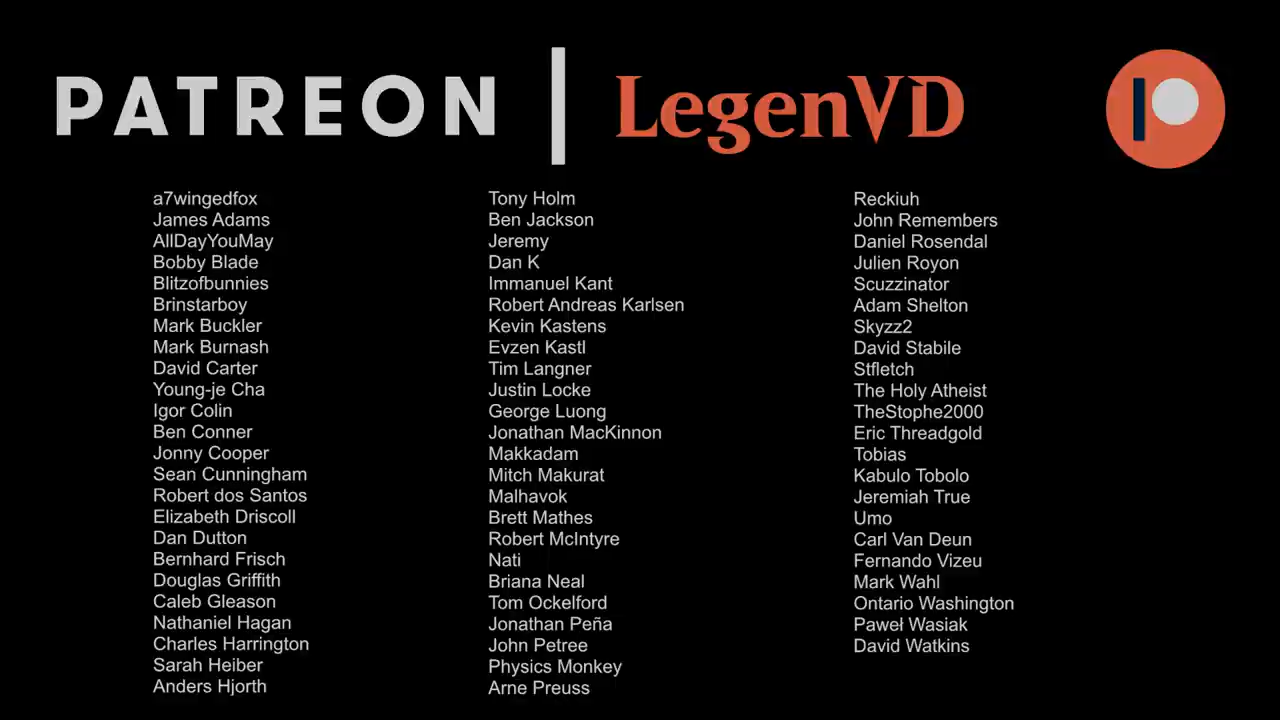 PATREON | LegenVD
a7wingedfox
James Adams
AllDayYouMay
Bobby Blade
Blitzofbunnies
Brinstarboy
Mark Buckler
Mark Burnash
David Carter
Young-je Cha
Igor Colin
Ben Conner
Jonny Cooper
Sean Cunningham
Robert dos Santos
Elizabeth Driscoll
Dan Dutton
Bernhard Frisch
Douglas Griffith
Caleb Gleason
Nathaniel Hagan
Charles Harrington
Sarah Heiber
Anders Hjorth
Tony Holm
Ben Jackson
Jeremy
Dan K
Immanuel Kant
Robert Andreas Karlsen
Kevin Kastens
Evzen Kastl
Tim Langner
Justin Locke
George Luong
Jonathan MacKinnon
Makkadam
Mitch Makurat
Malhavok
Brett Mathes
Robert McIntyre
Nati
Briana Neal
Tom Ockelford
Jonathan Peña
John Petree
Physics Monkey
Arne Preuss
Reckiuh
John Remembers
Daniel Rosendal
Julien Royon
Scuzzinator
Adam Shelton
Skyzz2
David Stabile
Stfletch
The Holy Atheist
TheStophe2000
Eric Threadgold
Tobias
Kabulo Tobolo
Jeremiah True
Umo
Carl Van Deun
Fernando Vizeu
Mark Wahl
Ontario Washington
Paweł Wasiak
David Watkins